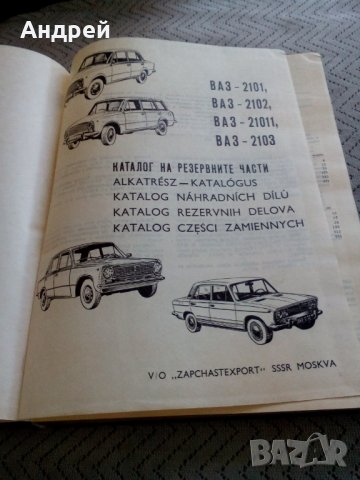 Андрей
ВАЗ - 2101,
ВАЗ - 2102,
ВАЗ - 21011,
ВАЗ - 2103
КАТАЛОГ НА РЕЗЕРВНИТЕ ЧАСТИ
ALKATRÉSZ — KATALÓGUS
KATALOG NÁHRADNÍCH DÍLŮ
KATALOG REZERVNIH DELOVA
KATALOG CZĘŚCI ZAMIENNYCH
V/O „ZAPCHASTEXPORT" SSSR MOSKVA
BAZAR